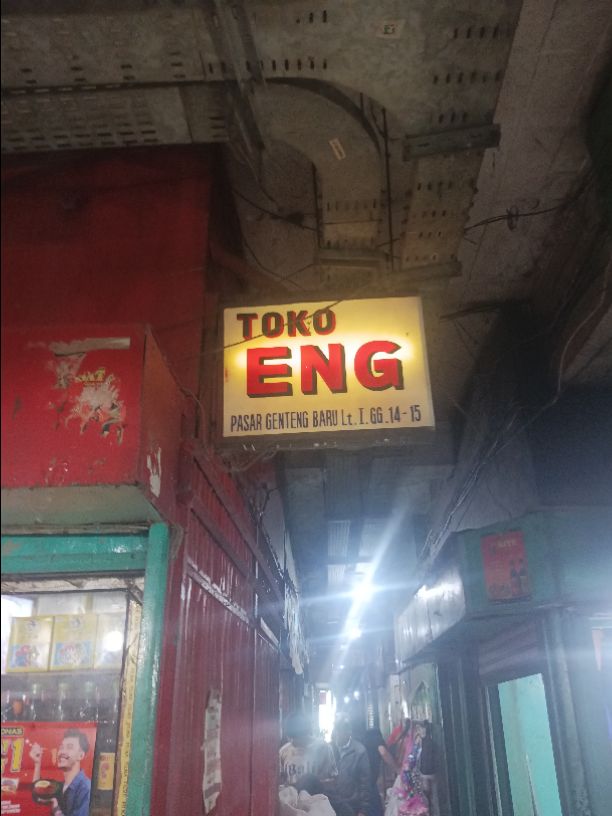 TOKO
ENG
PASAR GENTENG BARU Lt. I. GG. 14-15